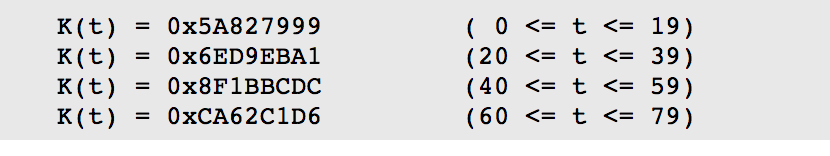 K(t) = 0x5A827999         ( 0 <= t <= 19)
K(t) = 0x6ED9EBA1         (20 <= t <= 39)
K(t) = 0x8F1BBCDC         (40 <= t <= 59)
K(t) = 0xCA62C1D6         (60 <= t <= 79)